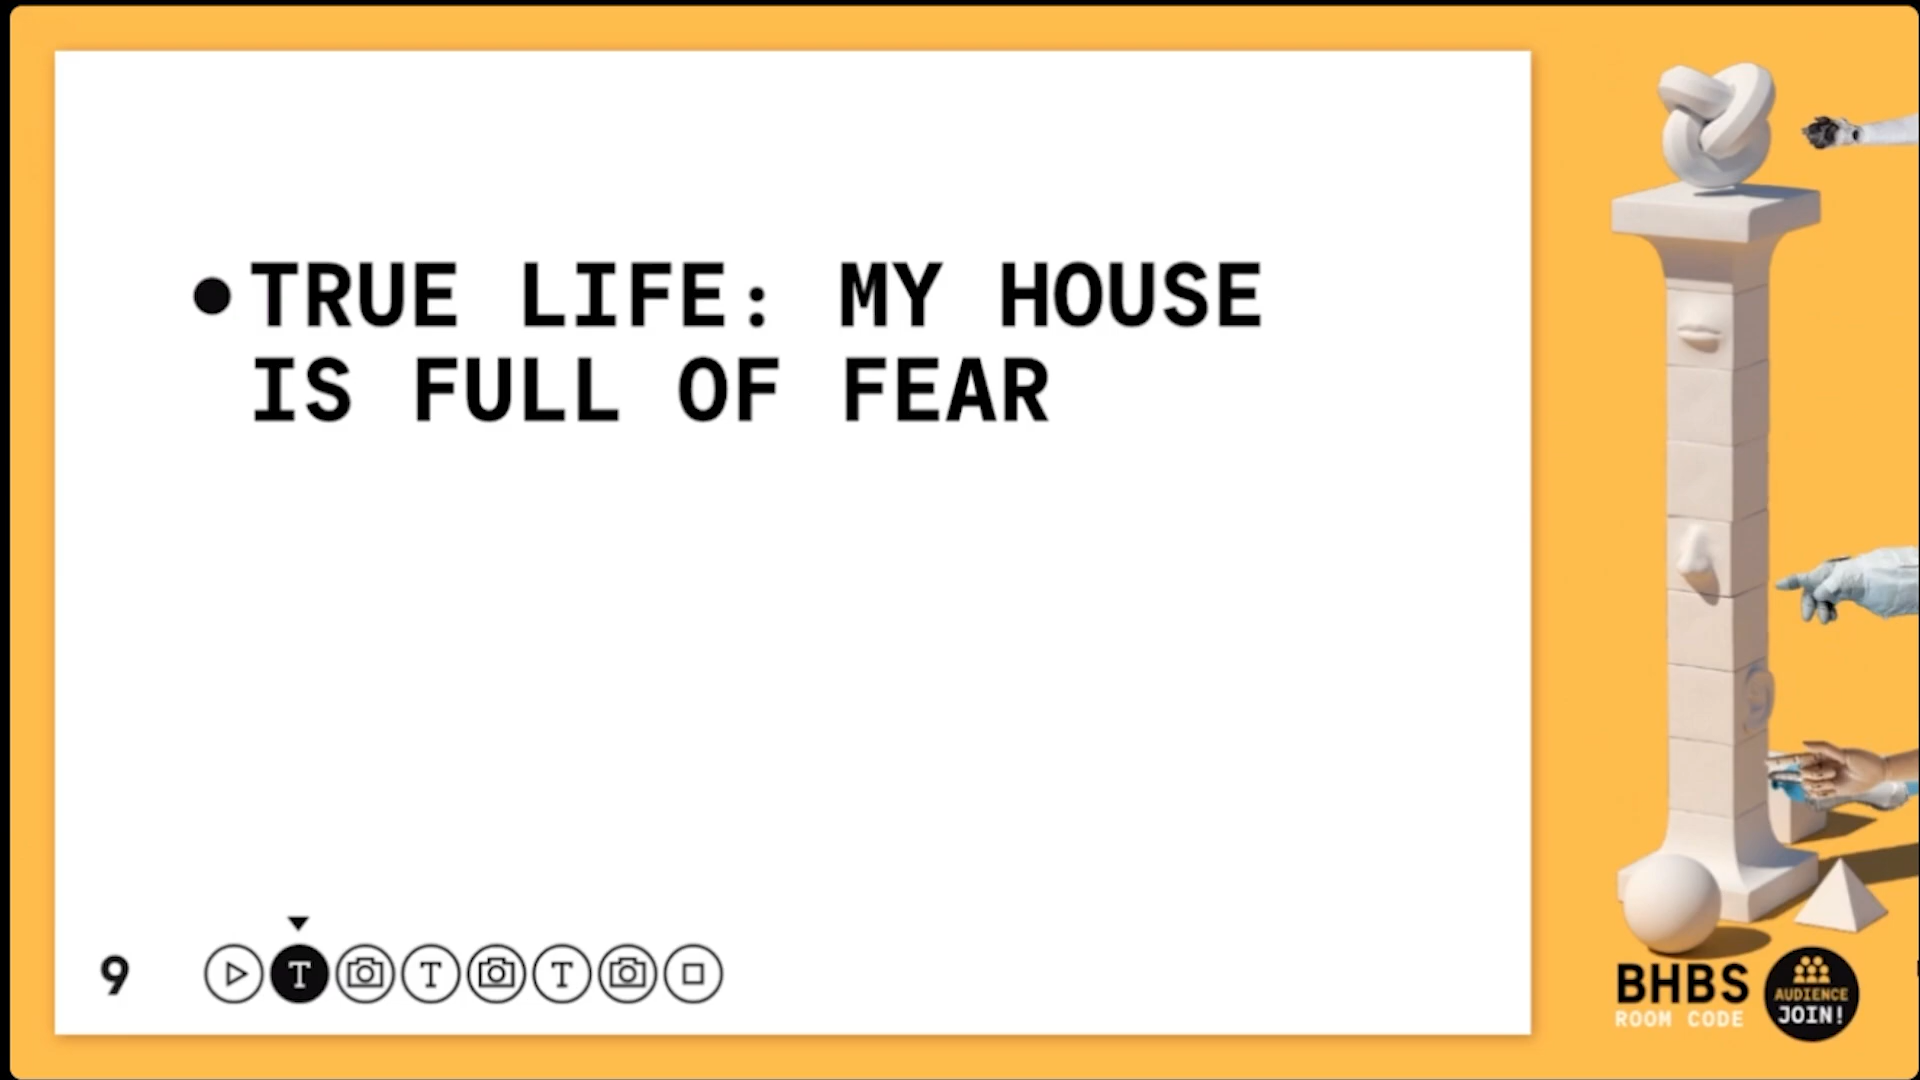 TRUE LIFE: MY HOUSE
IS FULL OF FEAR
9
T
T
T
BHBS
ROOM CODE
AUDIENCE
JOIN!